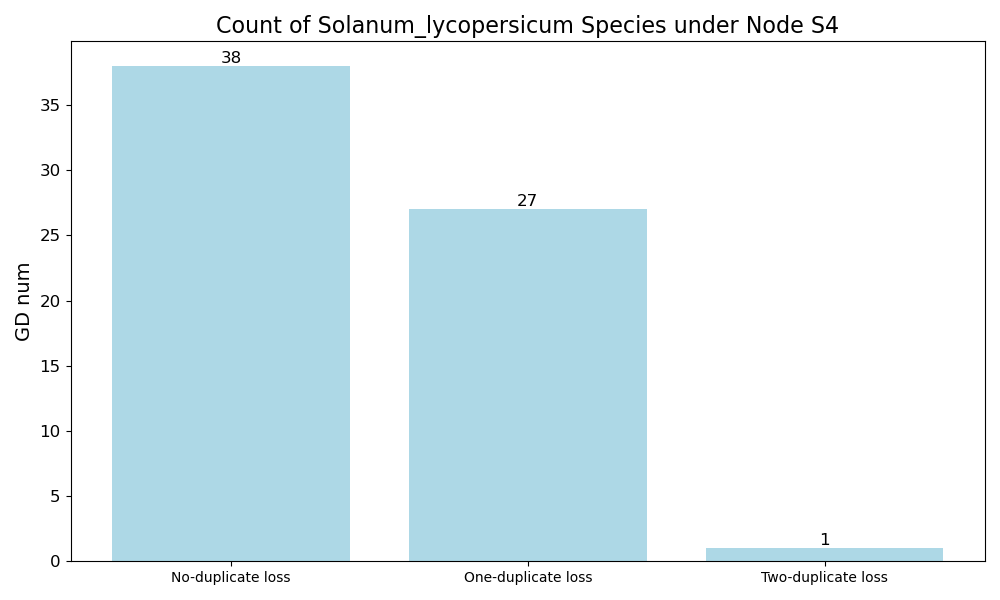 Count of Solanum_lycopersicum Species under Node S4
GD num
35
30
25
20
15
10
5
0
38
27
1
No-duplicate loss
One-duplicate loss
Two-duplicate loss